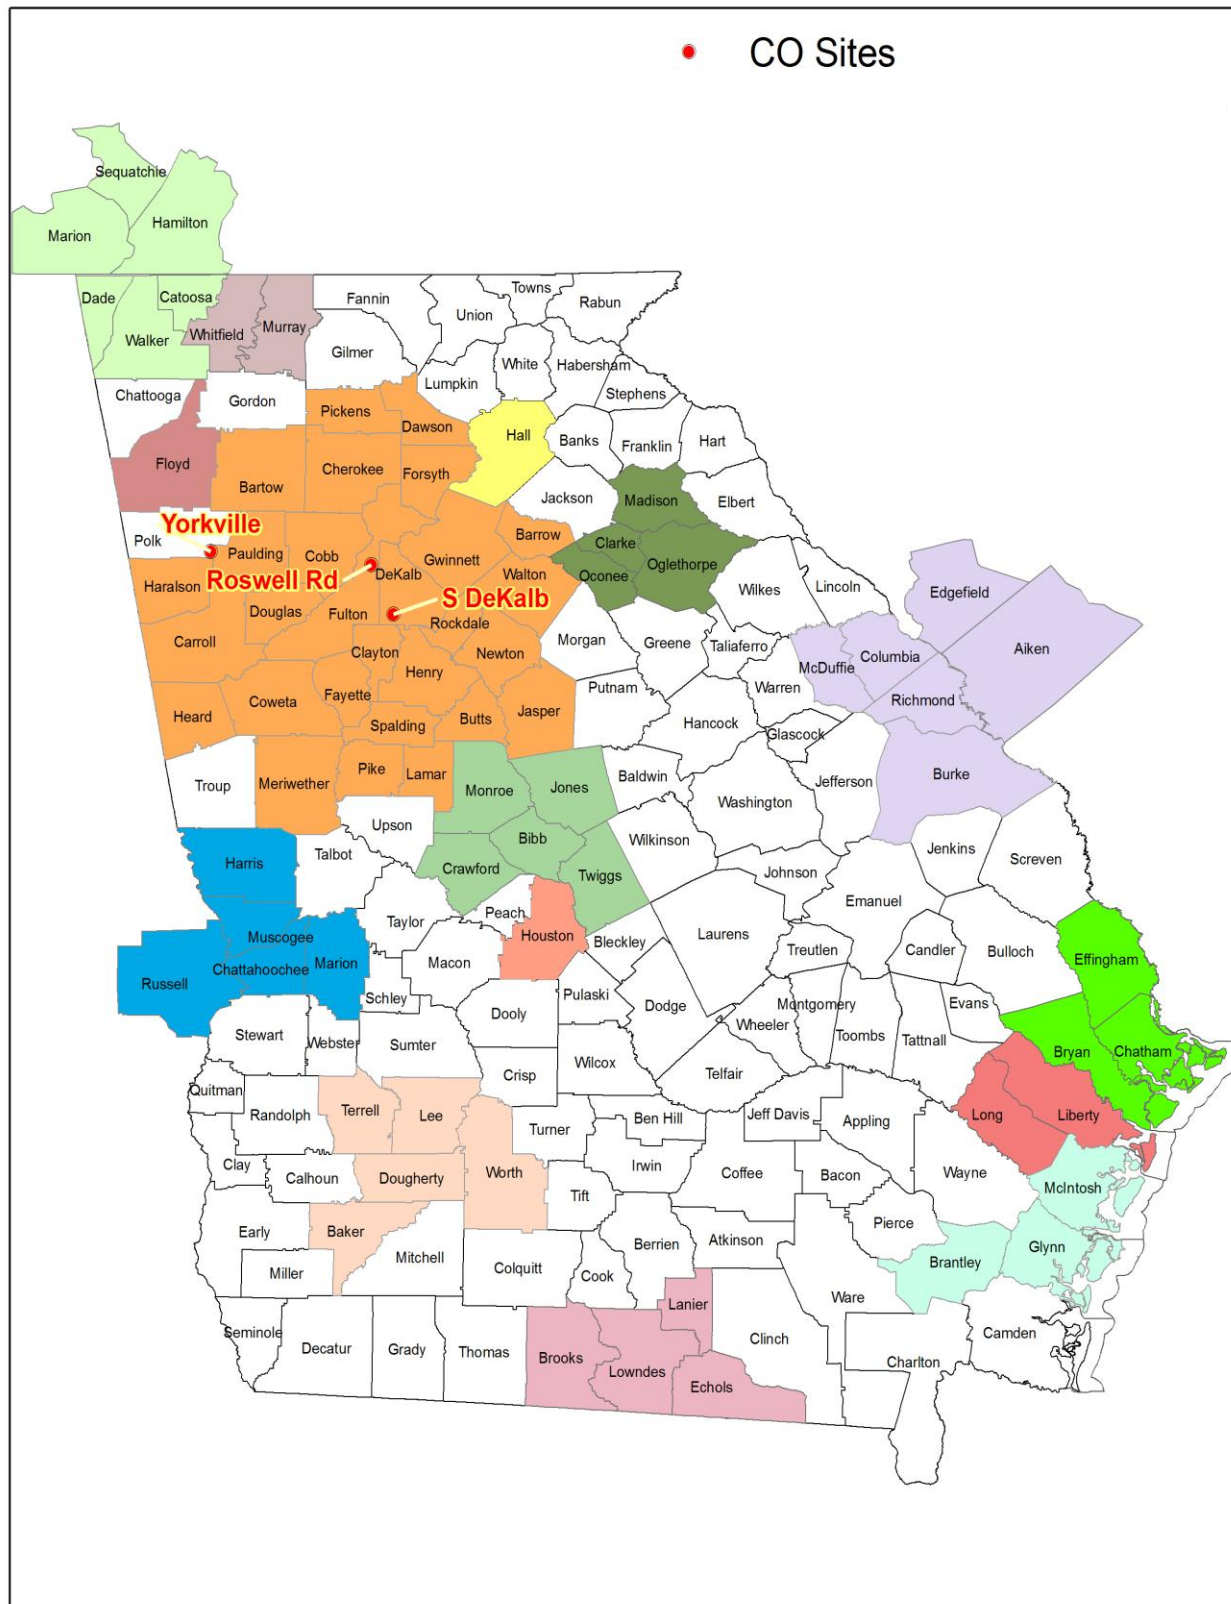 CO Sites
Sequatchie
Hamilton
Marion
Dade
Catoosa
Walker
Whitfield
Murray
Fannin
Union
Towns
Rabun
Gilmer
White
Habersham
Lumpkin
Stephens
Chattooga
Gordon
Pickens
Dawson
Hall
Banks
Franklin
Hart
Floyd
Bartow
Cherokee
Forsyth
Jackson
Madison
Elbert
Yorkville
Polk
Paulding
Cobb
Roswell Rd
DeKalb
Gwinnett
Barrow
Clarke
Oconee
Oglethorpe
Haralson
Douglas
Fulton
S DeKalb
Walton
Rockdale
Wilkes
Lincoln
Edgefield
Aiken
Carroll
Clayton
Henry
Newton
Morgan
Greene
Taliaferro
McDuffie
Columbia
Richmond
Heard
Coweta
Fayette
Spalding
Butts
Jasper
Putnam
Hancock
Warren
Glascock
Troup
Meriwether
Pike
Lamar
Monroe
Jones
Baldwin
Washington
Jefferson
Burke
Upson
Bibb
Wilkinson
Jenkins
Screven
Harris
Talbot
Crawford
Twiggs
Johnson
Emanuel
Taylor
Peach
Houston
Bleckley
Laurens
Treutlen
Candler
Bulloch
Effingham
Muscogee
Chattahoochee
Marion
Russell
Macon
Schley
Dooly
Pulaski
Dodge
Wheeler
Montgomery
Toombs
Tattnall
Evans
Bryan
Chatham
Stewart
Webster
Sumter
Crisp
Wilcox
Telfair
Quitman
Randolph
Terrell
Lee
Turner
Ben Hill
Jeff Davis
Appling
Long
Liberty
Clay
Calhoun
Dougherty
Worth
Tift
Irwin
Coffee
Bacon
Wayne
McIntosh
Early
Baker
Mitchell
Berrien
Atkinson
Pierce
Brantley
Glynn
Miller
Colquitt
Cook
Lanier
Ware
Seminole
Decatur
Grady
Thomas
Brooks
Lowndes
Echols
Clinch
Charlton
Camden